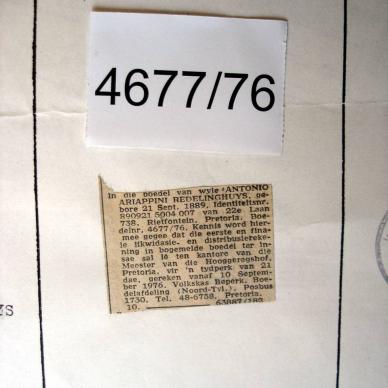 4677/76
In die boedel van wyle ANTONIO
ARIAPPINI REDELINGHUYS, ge-
bore 21 Sept. 1889, Identiteitsnr.
890921 5004 007 van 22e Laan
738, Rietfontein, Pretoria. Boe-
delnr. 4677/76. Kennis word hier-
mee gegee dat die eerste en fina-
le likwidasie- en distribusiereke-
ning in bogemelde boedel ter in-
sae sal lê ten kantore van die
Meester van die Hooggeregshof,
Pretoria, vir 'n tydperk van 21
dae, gereken vanaf 10 Septem-
ber 1976. Volkskas Beperk, Boe-
delafdeling (Noord-Tvl.), Posbus
1730, Tel. 48-6758, Pretoria.
10. 63887/180